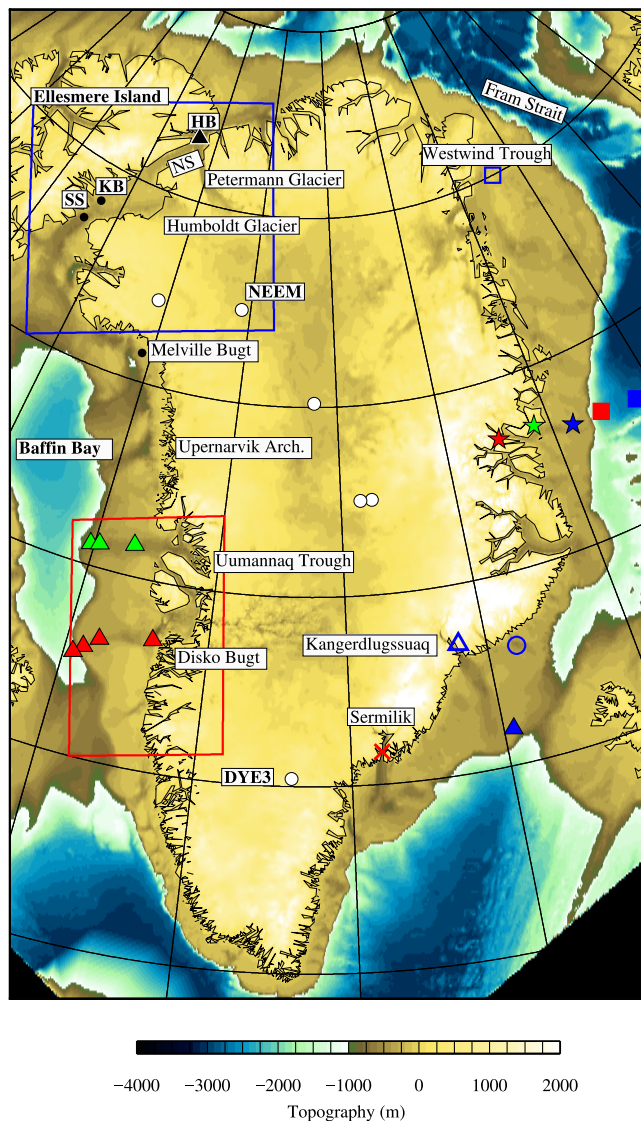 Fram Strait
Ellesmere Island
HB
Westwind Trough
NS
Petermann Glacier
KB
SS
Humboldt Glacier
NEEM
Melville Bugt
Baffin Bay
Upernarvik Arch.
Uumannaq Trough
Kangerdlugssuaq
Disko Bugt
Sermilik
DYE3
−4000 −3000 −2000 −1000 0 1000 2000
Topography (m)